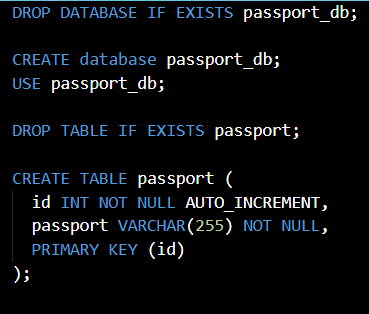 DROP DATABASE IF EXISTS passport_db;
CREATE database passport_db;
USE passport_db;
DROP TABLE IF EXISTS passport;
CREATE TABLE passport (
  id INT NOT NULL AUTO_INCREMENT,
  passport VARCHAR(255) NOT NULL,
  PRIMARY KEY (id)
);